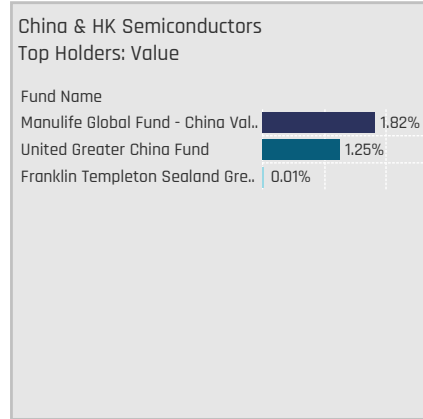 China & HK Semiconductors
Top Holders: Value
Fund Name
Manulife Global Fund - China Val.. 1.82%
United Greater China Fund 1.25%
Franklin Templeton Sealand Gre.. 0.01%